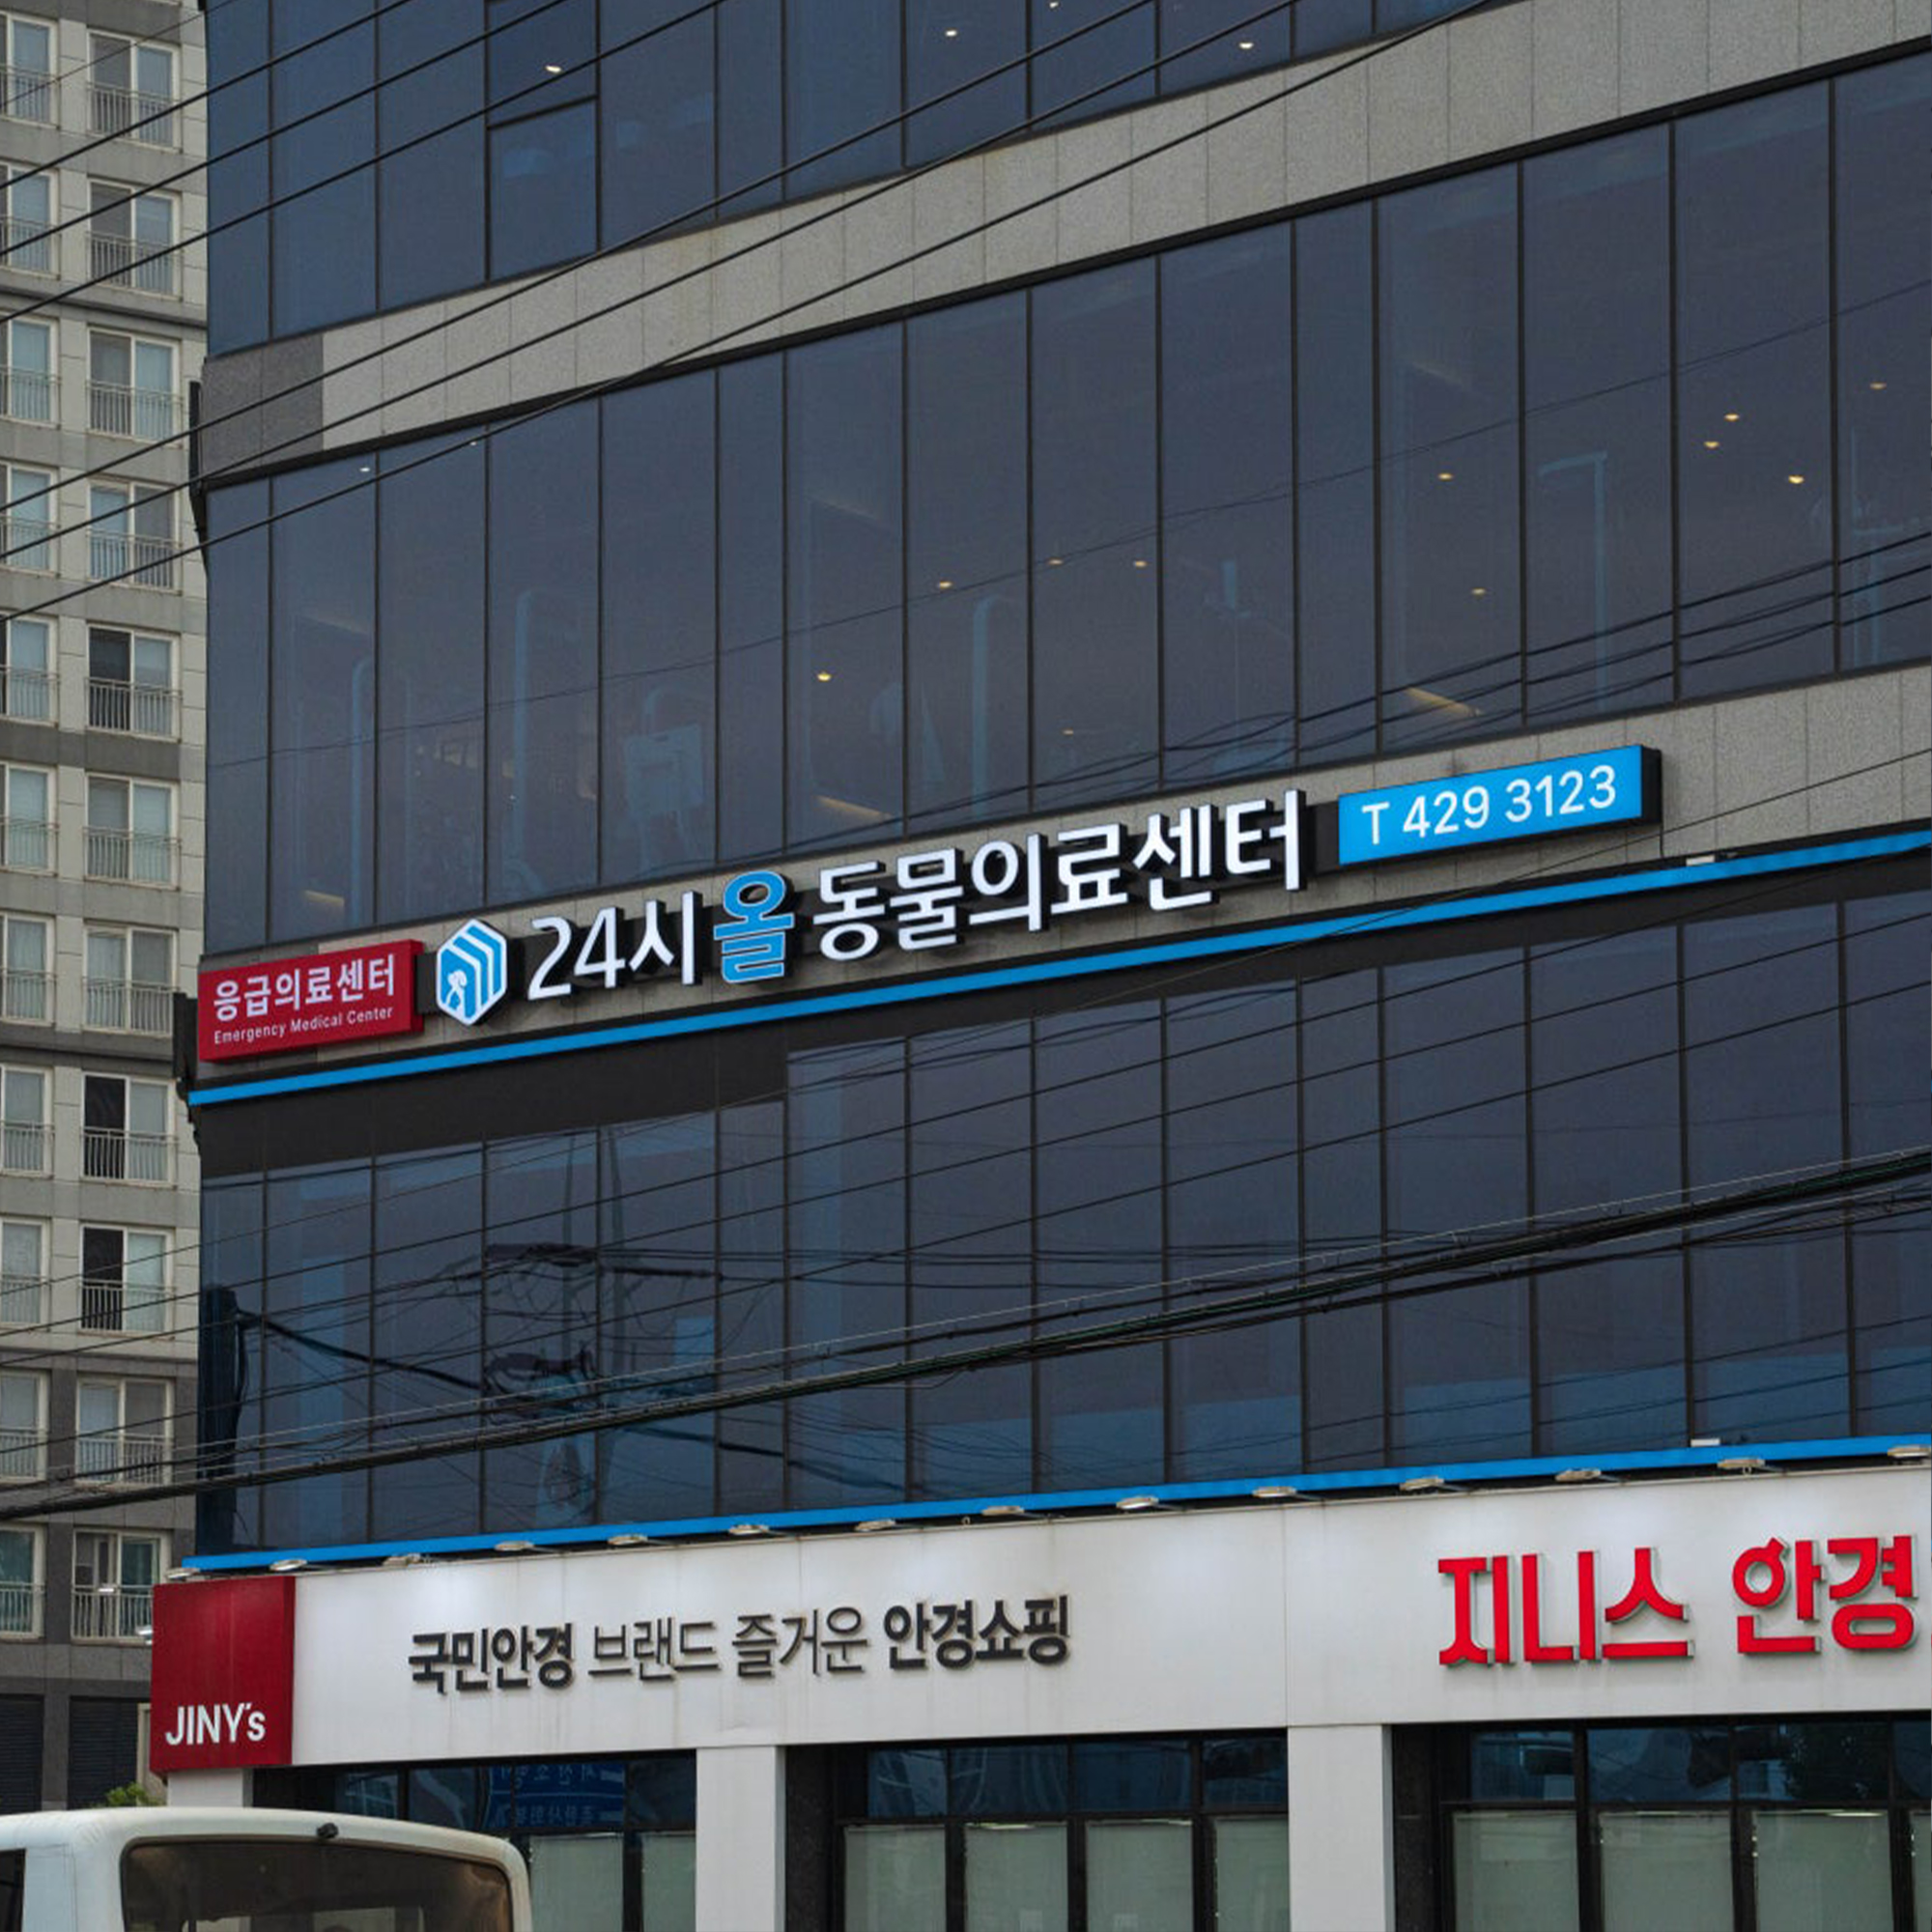 응급의료센터
Emergency Medical Center
24시 올 동물의료센터
T 429 3123
JINY's
국민안경 브랜드 즐거운 안경쇼핑
지니스 안경